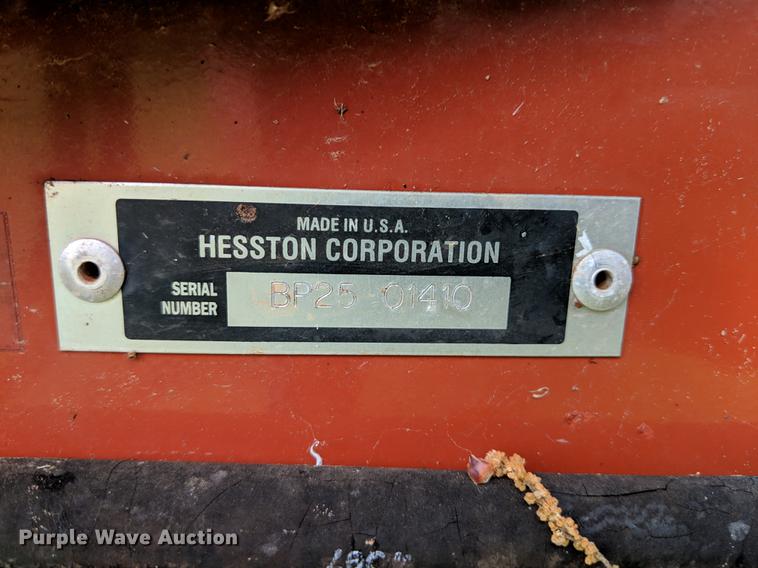 MADE IN U.S.A.
HESSTON CORPORATION
SERIAL
NUMBER
BP25 01410
Purple Wave Auction